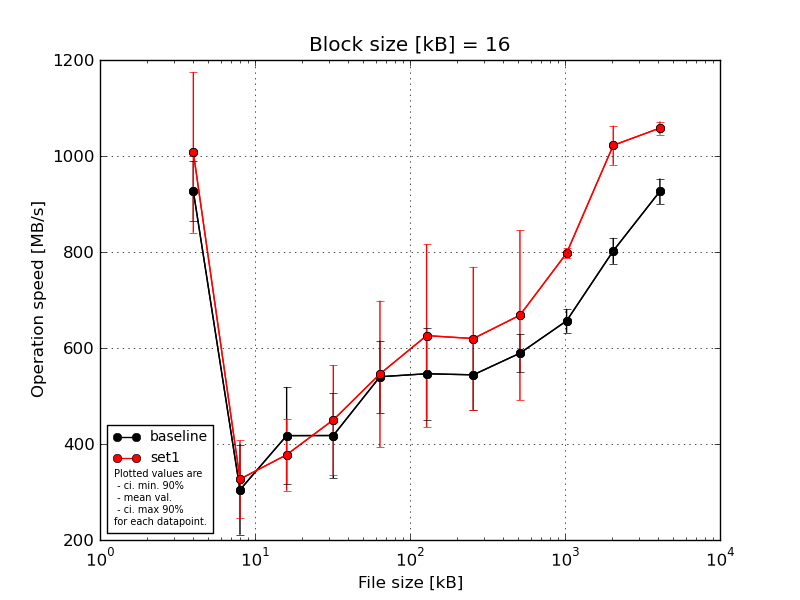 Block size [kB] = 16
Operation speed [MB/s]
1200
1000
800
600
400
200
baseline
set1
Plotted values are
- ci. min. 90%
- mean val.
- ci. max 90%
for each datapoint.
10⁰ 10¹ 10² 10³ 10⁴
File size [kB]